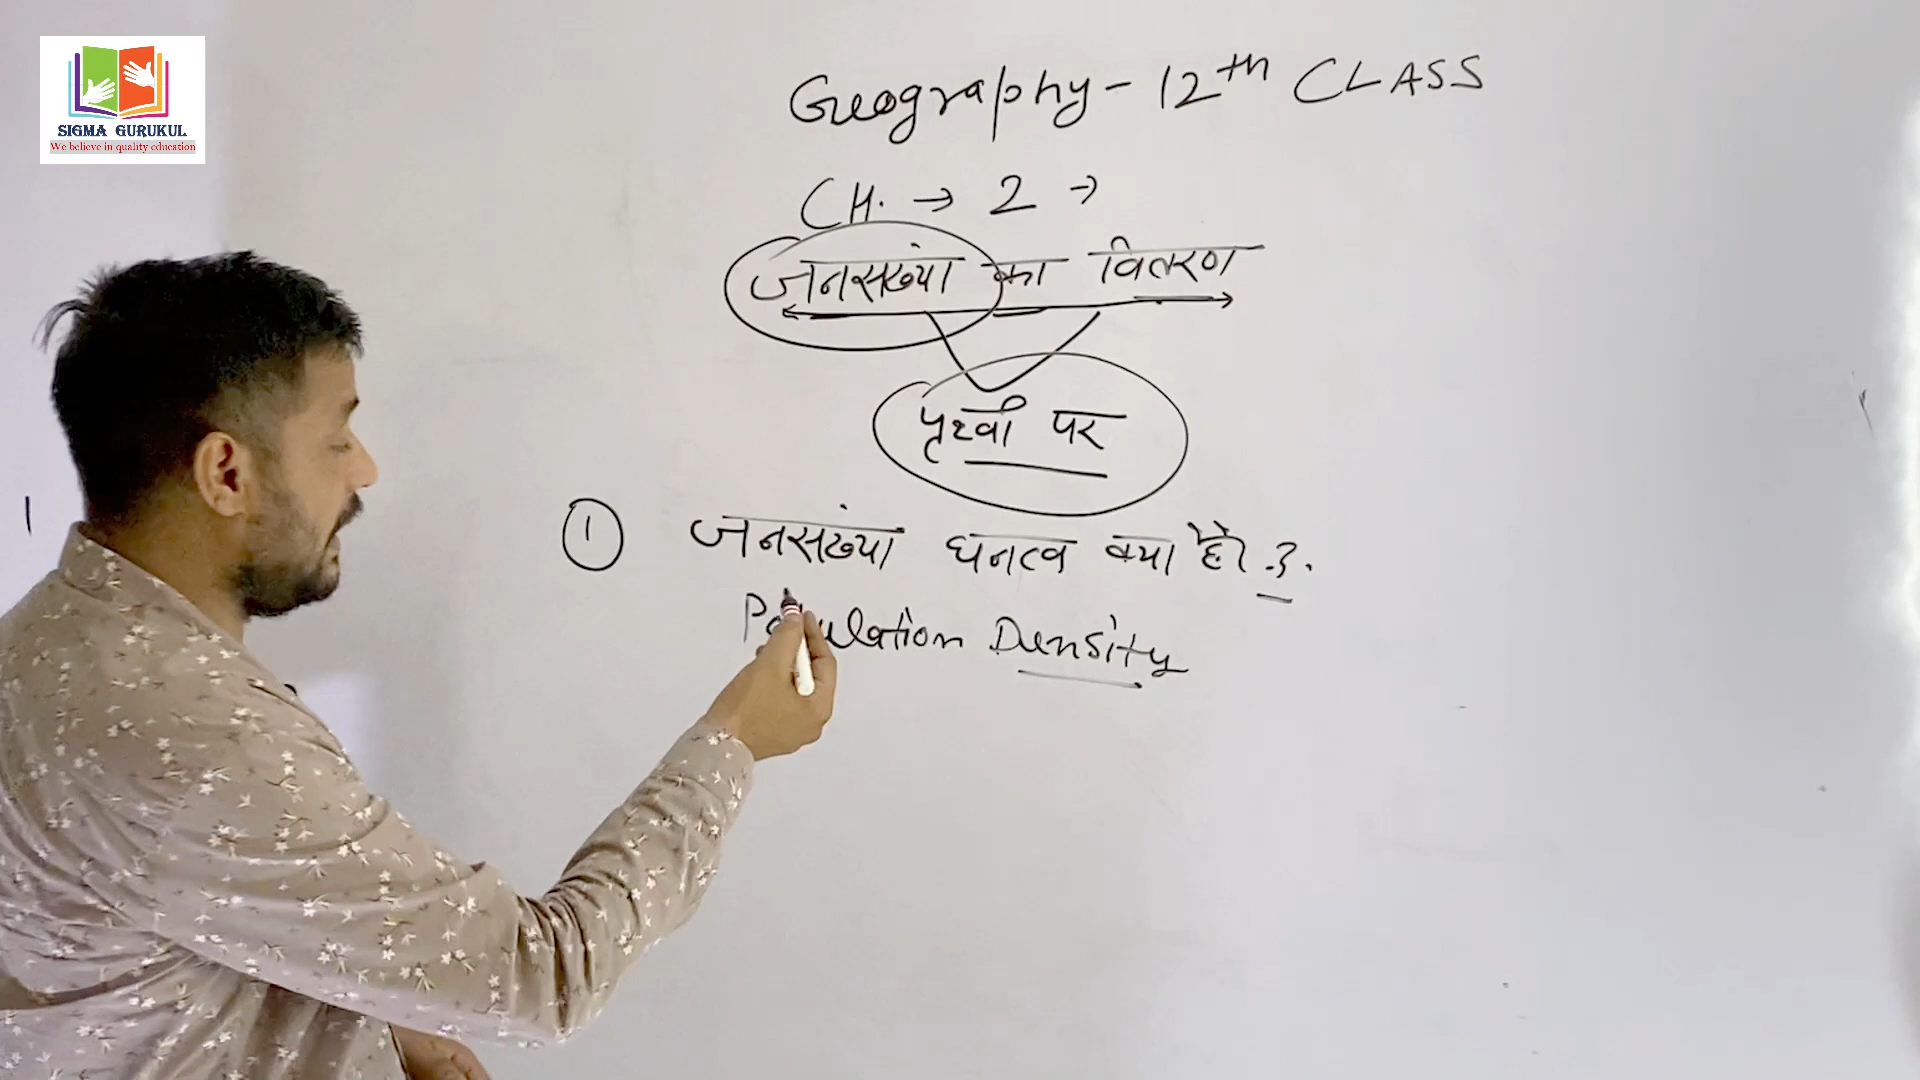 SIGMA GURUKUL
We believe in quality education
Geography - 12th CLASS
CH. → 2 →
जनसंख्या का वितरण
पृथ्वी पर
① जनसंख्या घनत्व क्या है?
Population Density